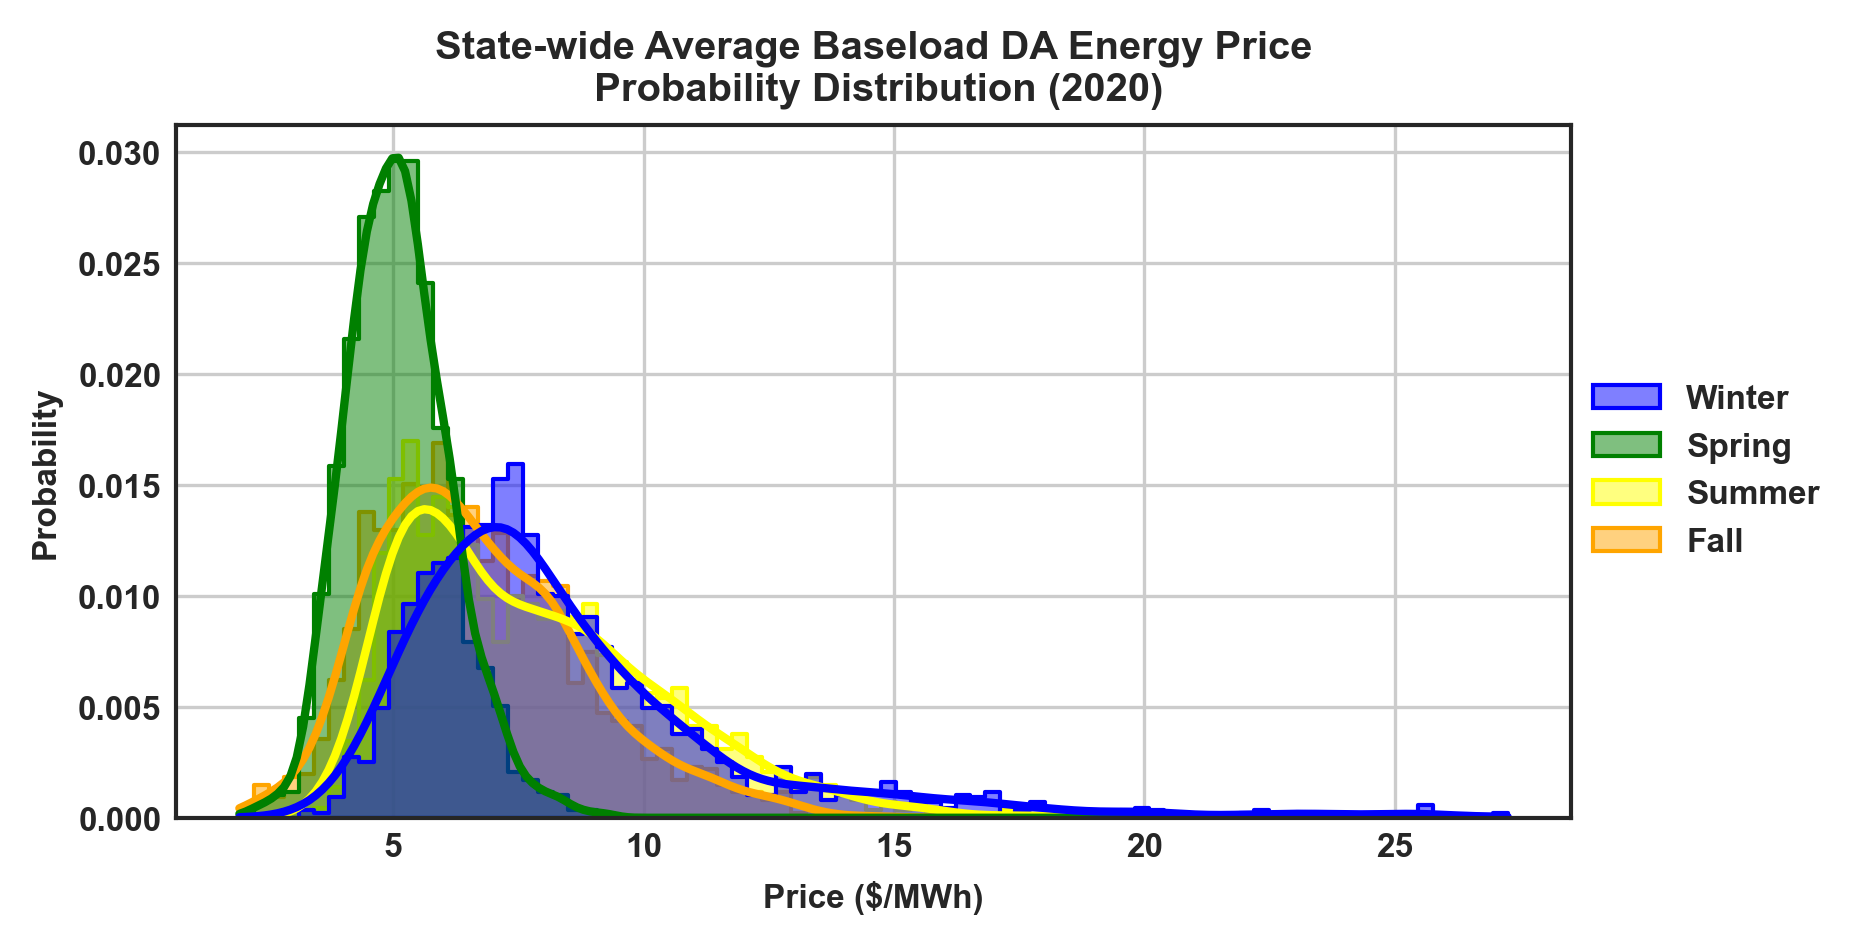 State-wide Average Baseload DA Energy Price
Probability Distribution (2020)
0.030
0.025
0.020
0.015
0.010
0.005
0.000
Probability
5 10 15 20 25
Price ($/MWh)
Winter
Spring
Summer
Fall